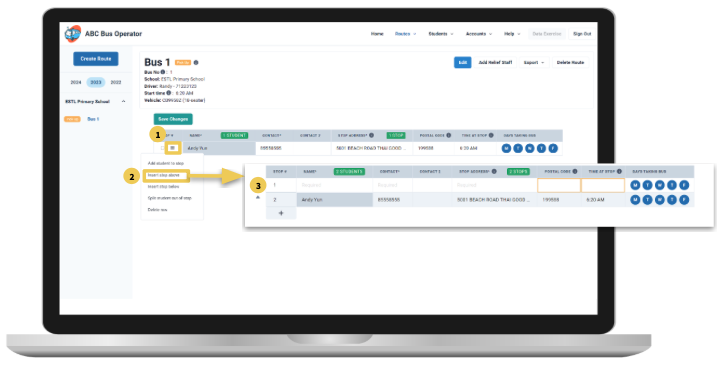 ABC Bus Operator
Home Routes Students Accounts Help Data Overview Sign Out
Create Route
2024 2023 2022
ESTL Primary School
Bus 1
Bus 1
Edit Add Relief Staff Export Delete Route
Bus No : 1
School: ESTL Primary School
Driver: Randy - 71223123
Start time : 6:20 AM
Vehicle: (10 seater)
Save Changes
1
STOP # NAME* 1 STUDENT CONTACT* CONTACT 2 STOP ADDRESS* 1 STOP POSTAL CODE TIME AT STOP DAYS TAKING BUS
Andy Yun 85558555 5001 BEACH ROAD THAI GOOD ... 199588 6:20 AM M T W T F
Add student to stop
2
Insert stop above
Insert stop below
Split student out of stop
Delete row
STOP # NAME* 2 STUDENTS CONTACT* CONTACT 2 STOP ADDRESS* 2 STOPS POSTAL CODE TIME AT STOP DAYS TAKING BUS
3
1 Required Required Required M T W T F
2 Andy Yun 85558558 5001 BEACH ROAD THAI GOOD ... 199588 6:20 AM M T W T F
+